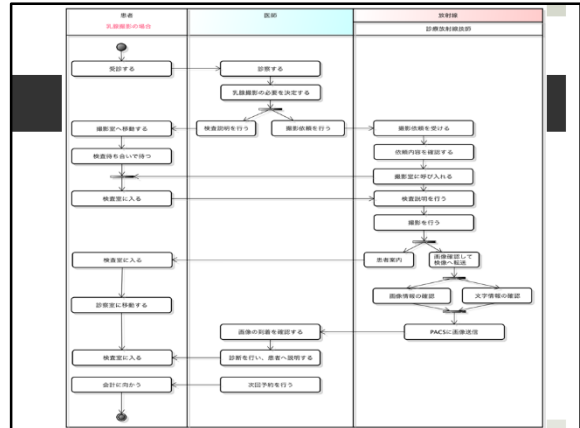 患者
乳腺撮影の場合
医師
放射線
診療放射線技師
受診する
診察する
乳腺撮影の必要を決定する
撮影室へ移動する
検査説明を行う
撮影依頼を行う
撮影依頼を受ける
検査待ち合いで待つ
依頼内容を確認する
撮影室に呼び入れる
検査室に入る
検査説明を行う
撮影を行う
検査室に入る
患者案内
画像確認して
検像へ転送
画像情報の確認
文字情報の確認
診察室に移動する
画像の到着を確認する
PACSに画像送信
検査室に入る
診断を行い、患者へ説明する
会計に向かう
次回予約を行う